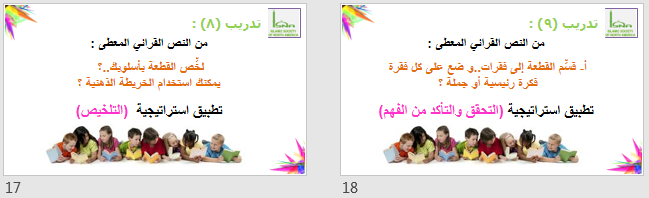 تدريب (٨) :
ISLAMIC SOCIETY
OF NORTH AMERICA
من النص القرائي المعطى :
لخُص القطعة بأسلوبك..؟
يمكنك استخدام الخريطة الذهنية ؟
تطبيق استراتيجية (التلخيص)
17
تدريب (٩) :
ISLAMIC SOCIETY
OF NORTH AMERICA
من النص القرائي المعطى :
أ- قسِّم القطعة إلى فقرات..و ضع على كل فقرة
فكرة رئيسية أو جملة ؟
تطبيق استراتيجية (التحقق والتأكد من الفهم)
18